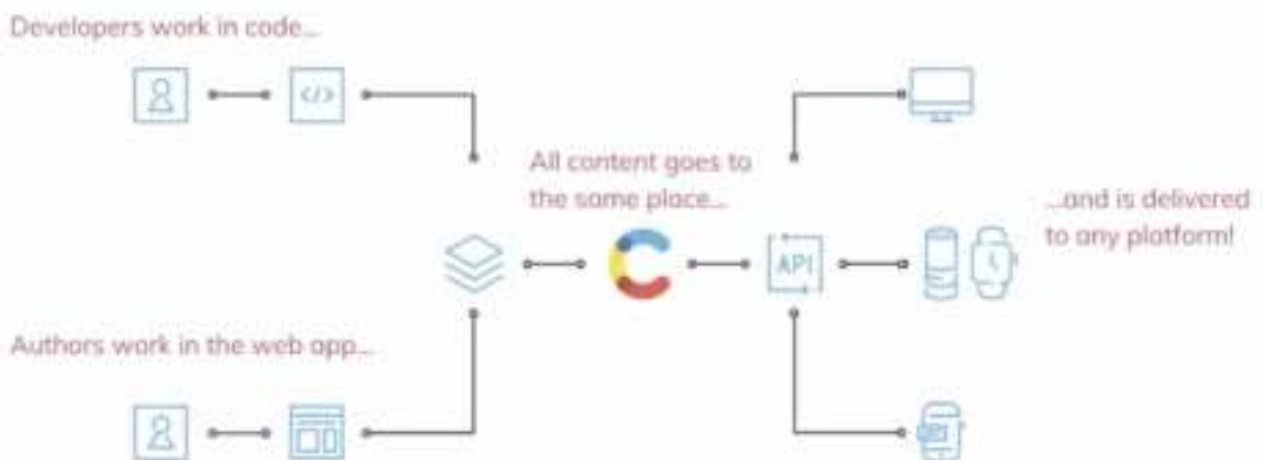 Developers work in code...
</>
All content goes to
the same place...
...and is delivered
to any platform!
API
Authors work in the web app...